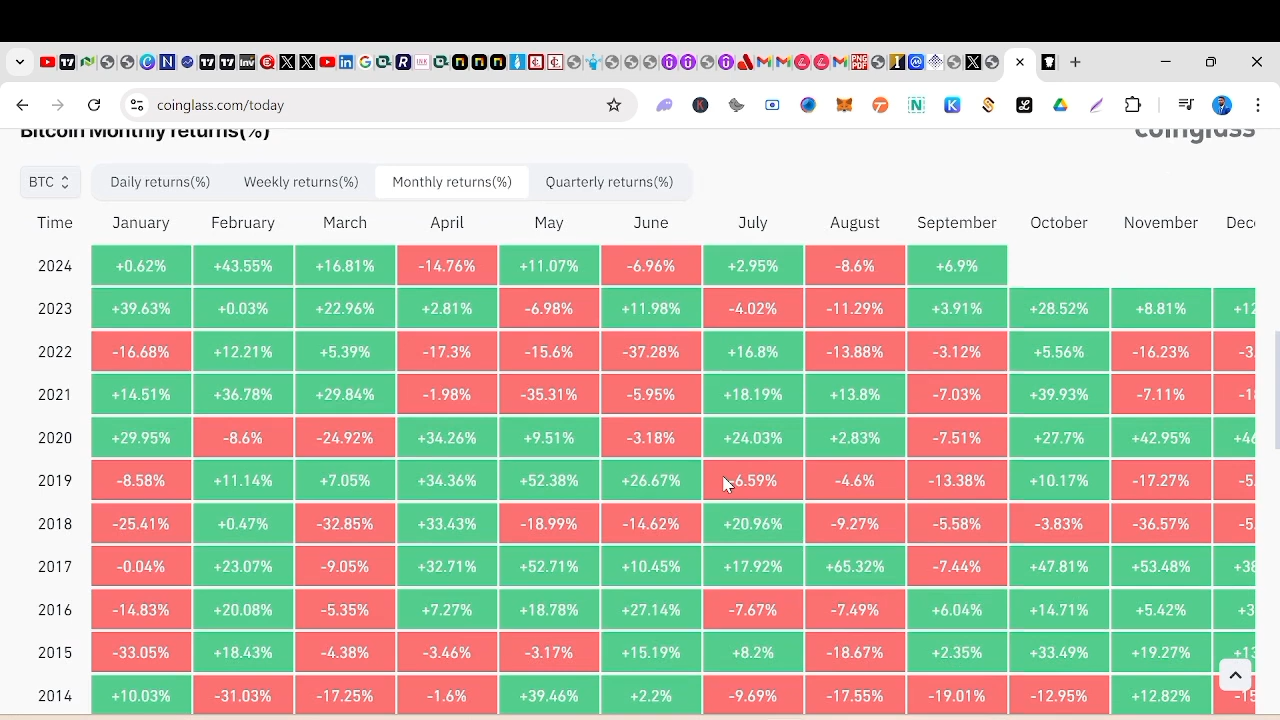 coinglass.com/today
Bitcoin Monthly returns(%)
coinglass
BTC Daily returns(%) Weekly returns(%) Monthly returns(%) Quarterly returns(%)
Time January February March April May June July August September October November Dec
2024 +0.62% +43.55% +16.81% -14.76% +11.07% -6.96% +2.95% -8.6% +6.9%
2023 +39.63% +0.03% +22.96% +2.81% -6.98% +11.98% -4.02% -11.29% +3.91% +28.52% +8.81% +12
2022 -16.68% +12.21% +5.39% -17.3% -15.6% -37.28% +16.8% -13.88% -3.12% +5.56% -16.23% -3.
2021 +14.51% +36.78% +29.84% -1.98% -35.31% -5.95% +18.19% +13.8% -7.03% +39.93% -7.11% -18
2020 +29.95% -8.6% -24.92% +34.26% +9.51% -3.18% +24.03% +2.83% -7.51% +27.7% +42.95% +46
2019 -8.58% +11.14% +7.05% +34.36% +52.38% +26.67% -6.59% -4.6% -13.38% +10.17% -17.27% -5.
2018 -25.41% +0.47% -32.85% +33.43% -18.99% -14.62% +20.96% -9.27% -5.58% -3.83% -36.57% -5.
2017 -0.04% +23.07% -9.05% +32.71% +52.71% +10.45% +17.92% +65.32% -7.44% +47.81% +53.48% +38
2016 -14.83% +20.08% -5.35% +7.27% +18.78% +27.14% -7.67% -7.49% +6.04% +14.71% +5.42% +3
2015 -33.05% +18.43% -4.38% -3.46% -3.17% +15.19% +8.2% -18.67% +2.35% +33.49% +19.27% +13
2014 +10.03% -31.03% -17.25% -1.6% +39.46% +2.2% -9.69% -17.55% -19.01% -12.95% +12.82% -15